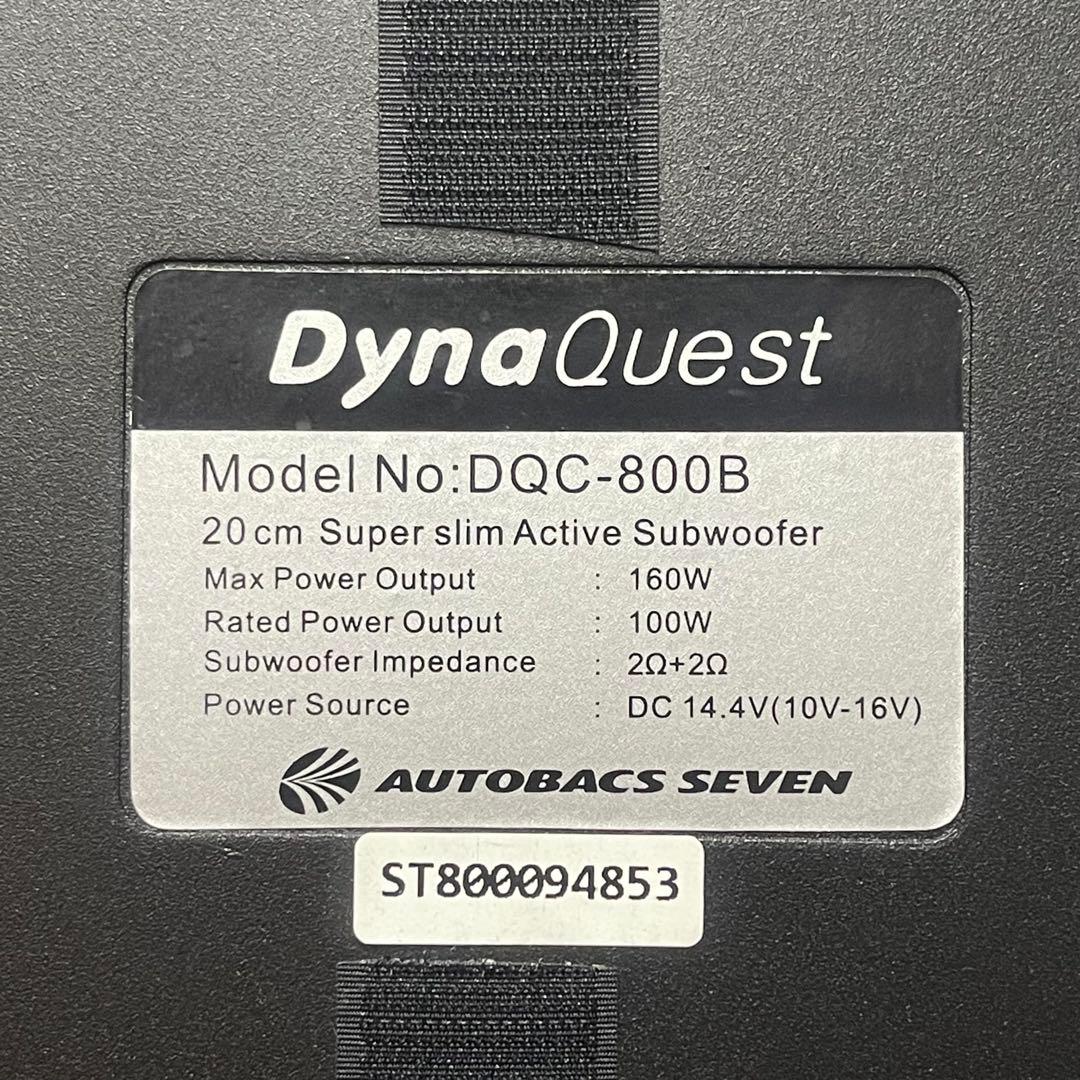 DynaQuest
Model No:DQC-800B
20cm Super slim Active Subwoofer
Max Power Output : 160W
Rated Power Output : 100W
Subwoofer Impedance : 2Ω+2Ω
Power Source : DC 14.4V(10V-16V)
AUTOBACS SEVEN
ST800094853